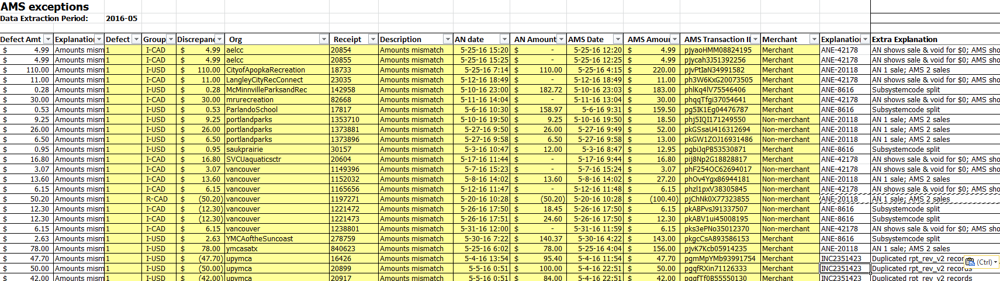 AMS exceptions
Data Extraction Period: 2016-05
Defect Amt Explanation Defect Group Discrepanc Org Receipt Description AN date AN Amount AMS Date AMS Amou AMS Transaction I Merchant Explanatio Extra Explanation
$ 4.99 Amounts mism 1 I-CAD $ 4.99 aelcc 20854 Amounts mismatch 5-25-16 15:20 $ - 5-25-16 12:20 $ 4.99 pjyaoHMM08824195 Merchant ANE-42178 AN shows sale & void for $0; AMS sho
$ 4.99 Amounts mism 1 I-CAD $ 4.99 aelcc 20855 Amounts mismatch 5-25-16 15:25 $ - 5-25-16 12:25 $ 4.99 pjycah3J51392256 Merchant ANE-42178 AN shows sale & void for $0; AMS sho
$ 110.00 Amounts mism 1 I-USD $ 110.00 CityofApopkaRecreation 18733 Amounts mismatch 5-25-16 7:14 $ 110.00 5-25-16 4:15 $ 220.00 pjvPtIaN34991582 Merchant ANE-20118 AN 1 sale; AMS 2 sales
$ 11.00 Amounts mism 1 I-CAD $ 11.00 LangleyCityRecConnect 23035 Amounts mismatch 5-12-16 18:49 $ - 5-12-16 18:49 $ 11.00 ph3W6KxG20073505 Merchant ANE-42178 AN shows sale & void for $0; AMS sho
$ 0.28 Amounts mism 1 I-USD $ 0.28 McMinnvilleParksandRec 142958 Amounts mismatch 5-10-16 23:00 $ 182.72 5-10-16 23:03 $ 183.00 phlKq4lV75546406 Merchant ANE-8616 Subsystemcode split
$ 30.00 Amounts mism 1 I-CAD $ 30.00 mrurecreation 82668 Amounts mismatch 5-11-16 14:04 $ - 5-11-16 13:04 $ 30.00 phqqTfgi37054641 Merchant ANE-42178 AN shows sale & void for $0; AMS sho
$ 0.53 Amounts mism 1 I-USD $ 0.53 ParlandoSchool 17817 Amounts mismatch 5-6-16 10:30 $ 158.97 5-6-16 9:31 $ 159.50 pg5IK1Eg04476787 Merchant ANE-8616 Subsystemcode split
$ 9.25 Amounts mism 1 I-USD $ 9.25 portlandparks 1353710 Amounts mismatch 5-10-16 19:50 $ 9.25 5-10-16 19:50 $ 18.50 phj5IQI171249550 Non-merchant ANE-20118 AN 1 sale; AMS 2 sales
$ 26.00 Amounts mism 1 I-USD $ 26.00 portlandparks 1373881 Amounts mismatch 5-27-16 9:50 $ 26.00 5-27-16 9:49 $ 52.00 pkGSsaU416312694 Non-merchant ANE-20118 AN 1 sale; AMS 2 sales
$ 6.50 Amounts mism 1 I-USD $ 6.50 portlandparks 1373896 Amounts mismatch 5-27-16 9:58 $ 6.50 5-27-16 9:58 $ 13.00 pkGW1ZOJ16931486 Non-merchant ANE-20118 AN 1 sale; AMS 2 sales
$ 0.95 Amounts mism 1 I-USD $ 0.95 saukprairie 30157 Amounts mismatch 5-3-16 10:47 $ 12.00 5-3-16 8:47 $ 12.95 pgbiJqPB53530871 Merchant ANE-8616 Subsystemcode split
$ 16.80 Amounts mism 1 I-CAD $ 16.80 SVCUaquaticsctr 20604 Amounts mismatch 5-17-16 11:44 $ - 5-17-16 9:44 $ 16.80 pij8Np2G18828817 Merchant ANE-42178 AN shows sale & void for $0; AMS sho
$ 3.07 Amounts mism 1 I-CAD $ 3.07 vancouver 1149396 Amounts mismatch 5-7-16 15:23 $ - 5-7-16 15:24 $ 3.07 phF254OC62694017 Non-merchant ANE-42178 AN shows sale & void for $0; AMS sho
$ 13.60 Amounts mism 1 I-CAD $ 13.60 vancouver 1152032 Amounts mismatch 5-8-16 14:02 $ 13.60 5-8-16 14:02 $ 27.20 phOv4Ygx86944181 Non-merchant ANE-20118 AN 1 sale; AMS 2 sales
$ 6.15 Amounts mism 1 I-CAD $ 6.15 vancouver 1165656 Amounts mismatch 5-12-16 11:47 $ - 5-12-16 11:48 $ 6.15 phzl1pxV38305845 Non-merchant ANE-42178 AN shows sale & void for $0; AMS sho
$ 50.20 Amounts mism 1 R-CAD $ (50.20) vancouver 1197271 Amounts mismatch 5-20-16 10:28 $ (50.20) 5-20-16 10:28 $ (100.40) pjChNk0X77323855 Non-merchant ANE-20118 AN 1 sale; AMS 2 sales
$ 12.30 Amounts mism 1 I-CAD $ (12.30) vancouver 1221472 Amounts mismatch 5-26-16 17:50 $ 18.45 5-26-16 17:50 $ 6.15 pkABPvsJ91337507 Non-merchant ANE-8616 Subsystemcode split
$ 12.30 Amounts mism 1 I-CAD $ (12.30) vancouver 1221473 Amounts mismatch 5-26-16 17:51 $ 24.60 5-26-16 17:51 $ 12.30 pkABV1ui45008195 Non-merchant ANE-8616 Subsystemcode split
$ 6.15 Amounts mism 1 I-CAD $ 6.15 vancouver 1238801 Amounts mismatch 5-31-16 12:00 $ - 5-31-16 11:59 $ 6.15 pks3ePNo35012370 Non-merchant ANE-42178 AN shows sale & void for $0; AMS sho
$ 2.63 Amounts mism 1 I-USD $ 2.63 YMCAoftheSuncoast 278759 Amounts mismatch 5-30-16 7:22 $ 140.37 5-30-16 4:22 $ 143.00 pkgcCsA893586153 Merchant ANE-8616 Subsystemcode split
$ 78.00 Amounts mism 1 I-USD $ 78.00 ymcasatx 840623 Amounts mismatch 5-25-16 6:02 $ 78.00 5-25-16 4:04 $ 156.00 pjvK7Kcb05914235 Merchant ANE-20118 AN 1 sale; AMS 2 sales
$ 47.70 Amounts mism 1 I-USD $ (47.70) upymca 16426 Amounts mismatch 5-4-16 13:54 $ 95.40 5-4-16 11:54 $ 47.70 pgmMpYMb93991754 Merchant INC2351423 Duplicated rpt_rev_v2 recor (Ctrl)
$ 50.00 Amounts mism 1 I-USD $ (50.00) upymca 20899 Amounts mismatch 5-5-16 0:51 $ 100.00 5-4-16 22:51 $ 50.00 pgqfRXin71126333 Merchant INC2351423 Duplicated rpt_rev_v2 records
$ 42.00 Amounts mism 1 I-USD $ (42.00) upymca 20917 Amounts mismatch 5-5-16 0:51 $ 84.00 5-4-16 22:51 $ 42.00 pgqfTf0B55550130 Merchant INC2351423 Duplicated rpt_rev_v2 records